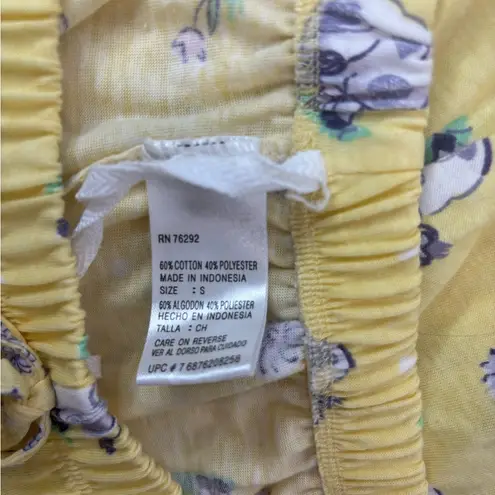 RN 76292
60% COTTON 40% POLYESTER
MADE IN INDONESIA
SIZE : S
60% ALGODON 40% POLIESTER
HECHO EN INDONESIA
TALLA : CH
CARE ON REVERSE
VER AL DORSO PARA CUIDADO
UPC # 7 6876208256